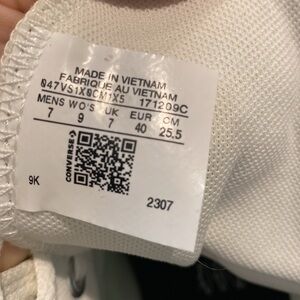 MADE IN VIETNAM
FABRIQUE AU VIETNAM
047VS1X0CM1X5 171209C
MENS WO'S UK EUR CM
7 9 7 40 25.5
CONVERSE
9K
2307